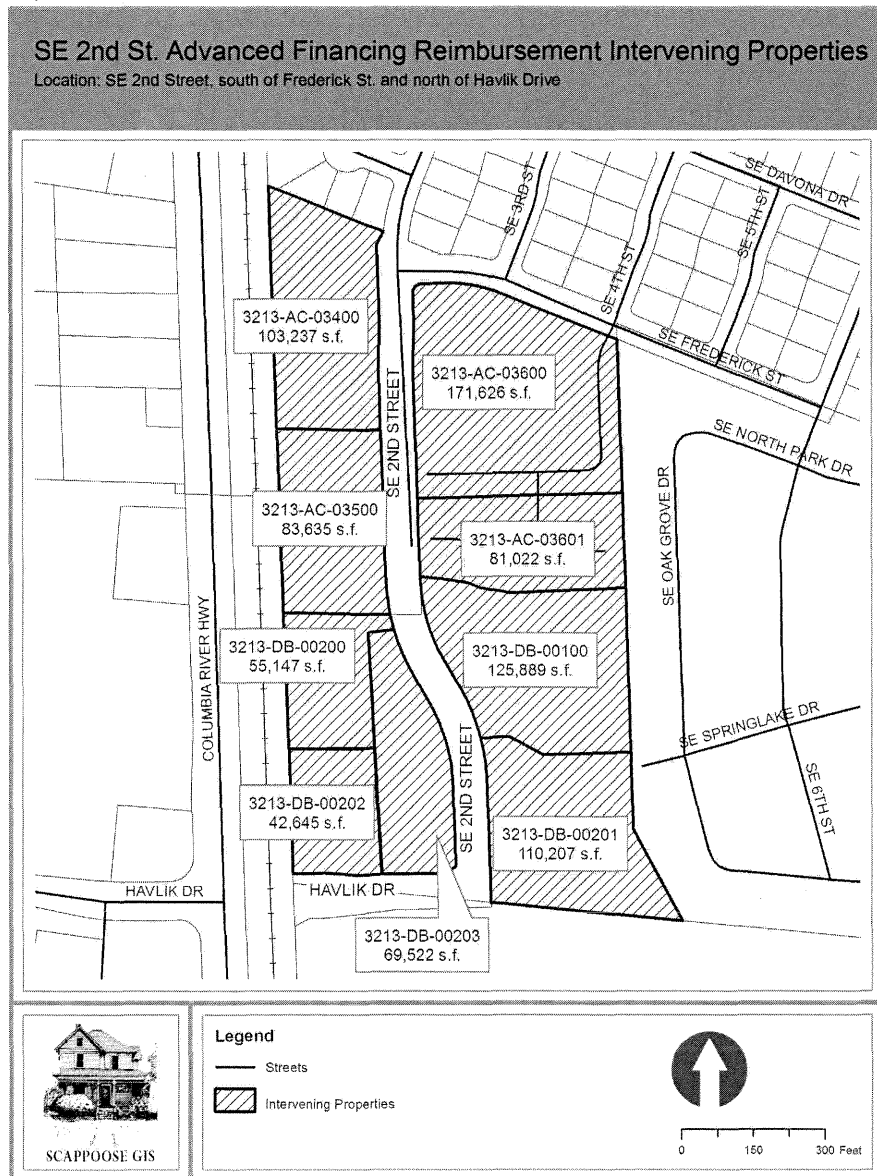 SE 2nd St. Advanced Financing Reimbursement Intervening Properties
Location: SE 2nd Street, south of Frederick St. and north of Havlik Drive
SE DAVONA DR
SE 3RD ST
SE 5TH ST
SE 4TH ST
3213-AC-03400
103,237 s.f.
SE FREDERICK ST
3213-AC-03600
171,626 s.f.
SE 2ND STREET
SE NORTH PARK DR
3213-AC-03500
83,635 s.f.
3213-AC-03601
81,022 s.f.
SE OAK GROVE DR
COLUMBIA RIVER HWY
3213-DB-00200
55,147 s.f.
3213-DB-00100
125,889 s.f.
SE SPRINGLAKE DR
SE 2ND STREET
SE 6TH ST
3213-DB-00202
42,645 s.f.
3213-DB-00201
110,207 s.f.
HAVLIK DR
HAVLIK DR
3213-DB-00203
69,522 s.f.
Legend
Streets
Intervening Properties
SCAPPOOSE GIS
0 150 300 Feet